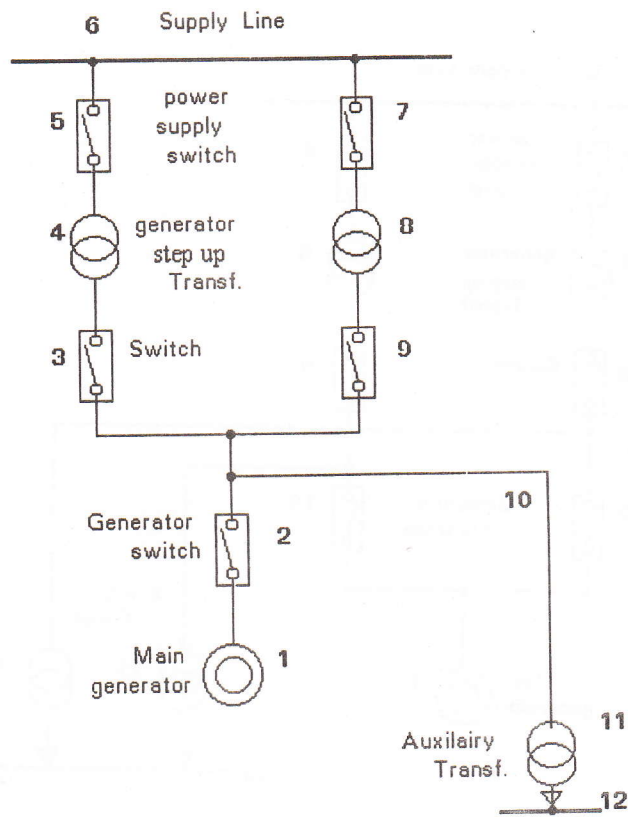 6 Supply Line
5 power
supply
switch
7
4 generator
step up
Transf.
8
3 Switch
9
10
Generator
switch
2
Main
generator
1
11
Auxilairy
Transf.
12